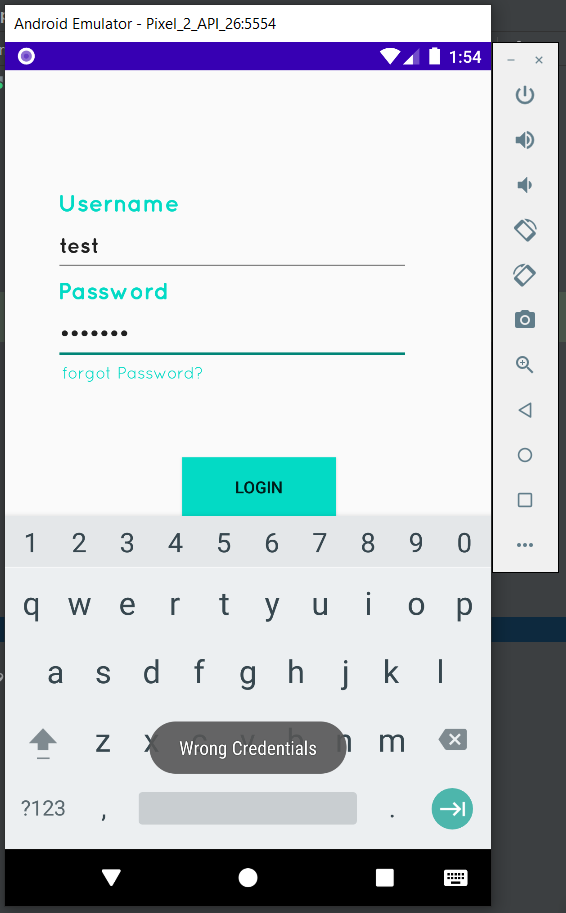 Android Emulator - Pixel_2_API_26:5554
1:54
Username
test
Password
•••••••
forgot Password?
LOGIN
1 2 3 4 5 6 7 8 9 0
q w e r t y u i o p
a s d f g h j k l
z x c v b n m
Wrong Credentials
?123 , .